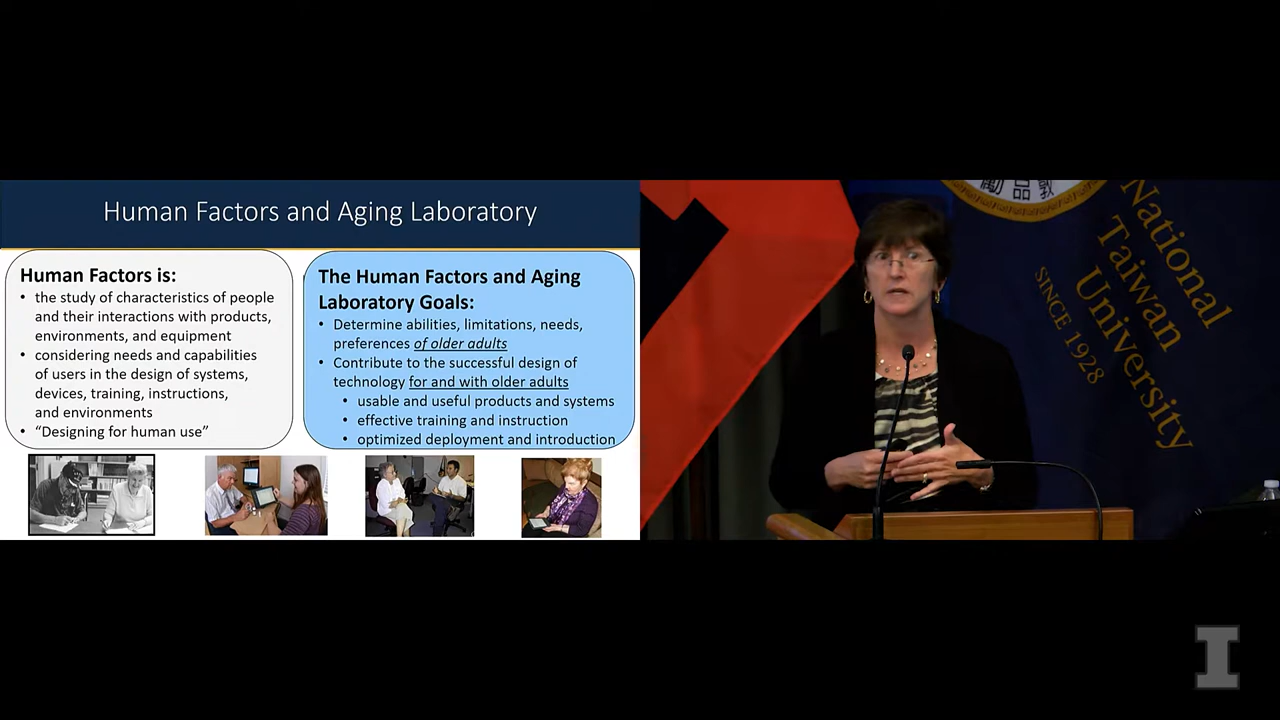 Human Factors and Aging Laboratory
Human Factors is:
• the study of characteristics of people
and their interactions with products,
environments, and equipment
• considering needs and capabilities
of users in the design of systems,
devices, training, instructions,
and environments
• “Designing for human use”
The Human Factors and Aging
Laboratory Goals:
• Determine abilities, limitations, needs,
preferences of older adults
• Contribute to the successful design of
technology for and with older adults
• usable and useful products and systems
• effective training and instruction
• optimized deployment and introduction
National
Taiwan
University
SINCE 1928
I